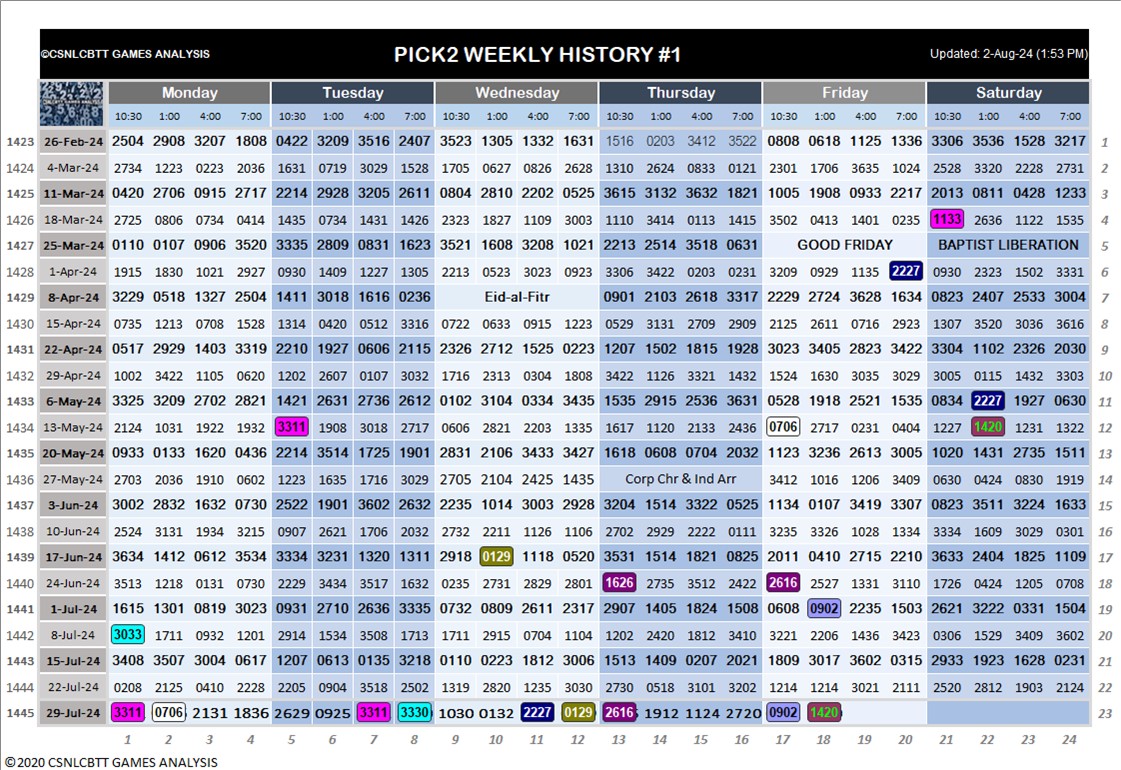 ©CSNLCBTT GAMES ANALYSIS PICK2 WEEKLY HISTORY #1 Updated: 2-Aug-24 (1:53 PM)
Monday Tuesday Wednesday Thursday Friday Saturday
10:30 1:00 4:00 7:00 10:30 1:00 4:00 7:00 10:30 1:00 4:00 7:00 10:30 1:00 4:00 7:00 10:30 1:00 4:00 7:00 10:30 1:00 4:00 7:00
1423 26-Feb-24 2504 2908 3207 1808 0422 3209 3516 2407 3523 1305 1332 1631 1516 0203 3412 3522 0808 0618 1125 1336 3306 3536 1528 3217 1
1424 4-Mar-24 2734 1223 0223 2036 1631 0719 3029 1528 1705 0627 0826 2628 1310 2624 0833 0121 2301 1706 3635 1024 2528 3320 2228 2731 2
1425 11-Mar-24 0420 2706 0915 2717 2214 2928 3205 2611 0804 2810 2202 0525 3615 3132 3632 1821 1005 1908 0933 2217 2013 0811 0428 1233 3
1426 18-Mar-24 2725 0806 0734 0414 1435 0734 1431 1426 2323 1827 1109 3003 1110 3414 0113 1415 3502 0413 1401 0235 1133 2636 1122 1535 4
1427 25-Mar-24 0110 0107 0906 3520 3335 2809 0831 1623 3521 1608 3208 1021 2213 2514 3518 0631 GOOD FRIDAY BAPTIST LIBERATION 5
1428 1-Apr-24 1915 1830 1021 2927 0930 1409 1227 1305 2213 0523 3023 0923 3306 3422 0203 0231 3209 0929 1135 2227 0930 2323 1502 3331 6
1429 8-Apr-24 3229 0518 1327 2504 1411 3018 1616 0236 Eid-al-Fitr 0901 2103 2618 3317 2229 2724 3628 1634 0823 2407 2533 3004 7
1430 15-Apr-24 0735 1213 0708 1528 1314 0420 0512 3316 0722 0633 0915 1223 0529 3131 2709 2909 2125 2611 0716 2923 1307 3520 3036 3616 8
1431 22-Apr-24 0517 2929 1403 3319 2210 1927 0606 2115 2326 2712 1525 0223 1207 1502 1815 1928 3023 3405 2823 3422 3304 1102 2326 2030 9
1432 29-Apr-24 1002 3422 1105 0620 1202 2607 0107 3032 1716 2313 0304 1808 3422 1126 3321 1432 1524 1630 3035 3029 3005 0115 1432 3303 10
1433 6-May-24 3325 3209 2702 2821 1421 2631 2736 2612 0102 3104 0334 3435 1535 2915 2536 3631 0528 1918 2521 1535 0834 2227 1927 0630 11
1434 13-May-24 2124 1031 1922 1932 3311 1908 3018 2717 0606 2821 2203 1335 1617 1120 2133 2436 0706 2717 0231 0404 1227 1420 1231 1322 12
1435 20-May-24 0933 0133 1620 0436 2214 3514 1725 1901 2831 2106 3433 3427 1618 0608 0704 2032 1123 3236 2613 3005 1020 1431 2735 1511 13
1436 27-May-24 2703 2036 1910 0602 1223 1635 1716 3029 2705 2104 2425 1435 Corp Chr & Ind Arr 3412 1016 1206 3409 0630 0424 0830 1919 14
1437 3-Jun-24 3002 2832 1632 0730 2522 1901 3602 2632 2235 1014 3003 2928 3204 1514 3322 0525 1134 0107 3419 3307 0823 3511 3224 1633 15
1438 10-Jun-24 2524 3131 1934 3215 0907 2621 1706 2032 2732 2211 1126 1106 2702 2929 2222 0111 3235 3326 1028 1334 3334 1609 3029 0301 16
1439 17-Jun-24 3634 1412 0612 3534 3334 3231 1320 1311 2918 0129 1118 0520 3531 1514 1821 0825 2011 0410 2715 2210 3633 2404 1825 1109 17
1440 24-Jun-24 3513 1218 0131 0730 2229 3434 3517 1632 0235 2731 2829 2801 1626 2735 3512 2422 2616 2527 1331 3110 1726 0424 1205 0708 18
1441 1-Jul-24 1615 1301 0819 3023 0931 2710 2636 3335 0732 0809 2611 2317 2907 1405 1824 1508 0608 0902 2235 1503 2621 3222 0331 1504 19
1442 8-Jul-24 3033 1711 0932 1201 2914 1534 3508 1713 1711 2915 0704 1104 1202 2420 1812 3410 3221 2206 1436 3423 0306 1529 3409 3602 20
1443 15-Jul-24 3408 3507 3004 0617 1207 0613 0135 3218 0110 0223 1812 3006 1513 1409 0207 2021 1809 3017 3602 0315 2933 1923 1628 0231 21
1444 22-Jul-24 0208 2125 0410 2228 2205 0904 3518 2502 1319 2820 1235 3030 2730 0518 3101 3202 1214 1214 3021 2111 2520 2812 1903 2124 22
1445 29-Jul-24 3311 0706 2131 1836 2629 0925 3311 3330 1030 0132 2227 0129 2616 1912 1124 2720 0902 1420 23
1 2 3 4 5 6 7 8 9 10 11 12 13 14 15 16 17 18 19 20 21 22 23 24
©2020 CSNLCBTT GAMES ANALYSIS